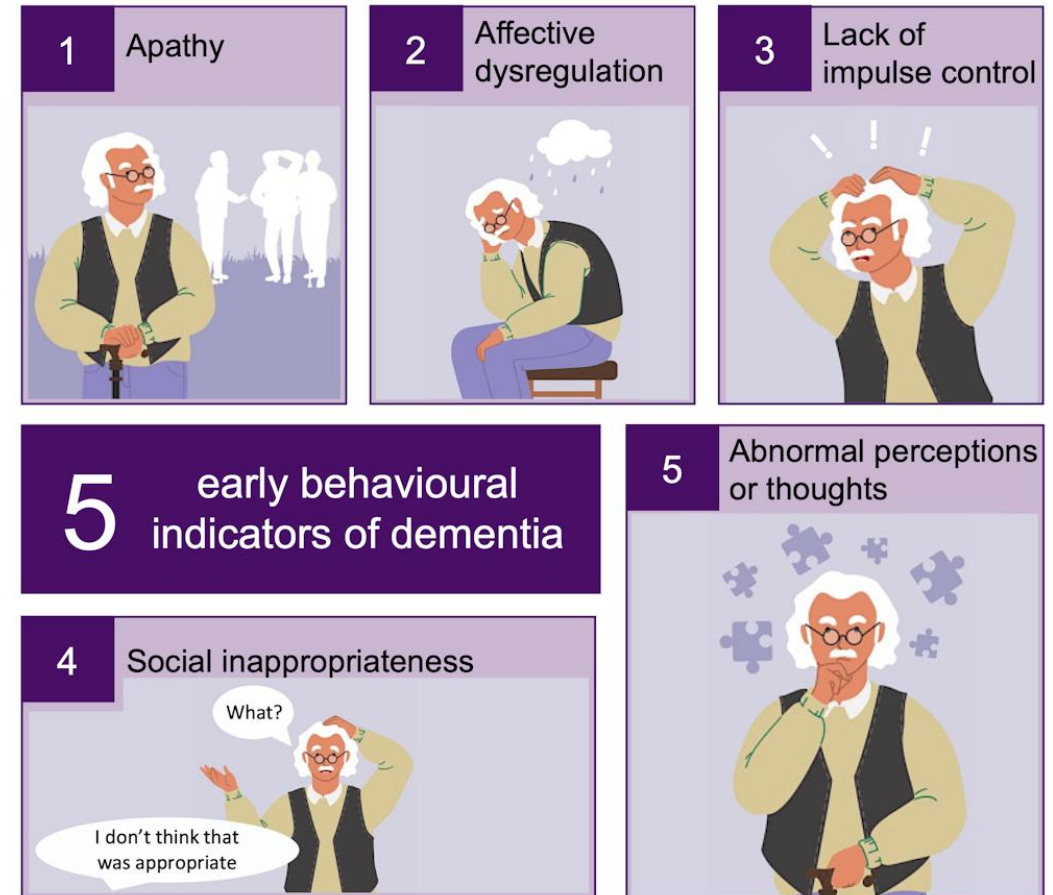 1
Apathy
2
Affective
dysregulation
3
Lack of
impulse control
5
early behavioural
indicators of dementia
4
Social inappropriateness
What?
I don't think that
was appropriate
5
Abnormal perceptions
or thoughts